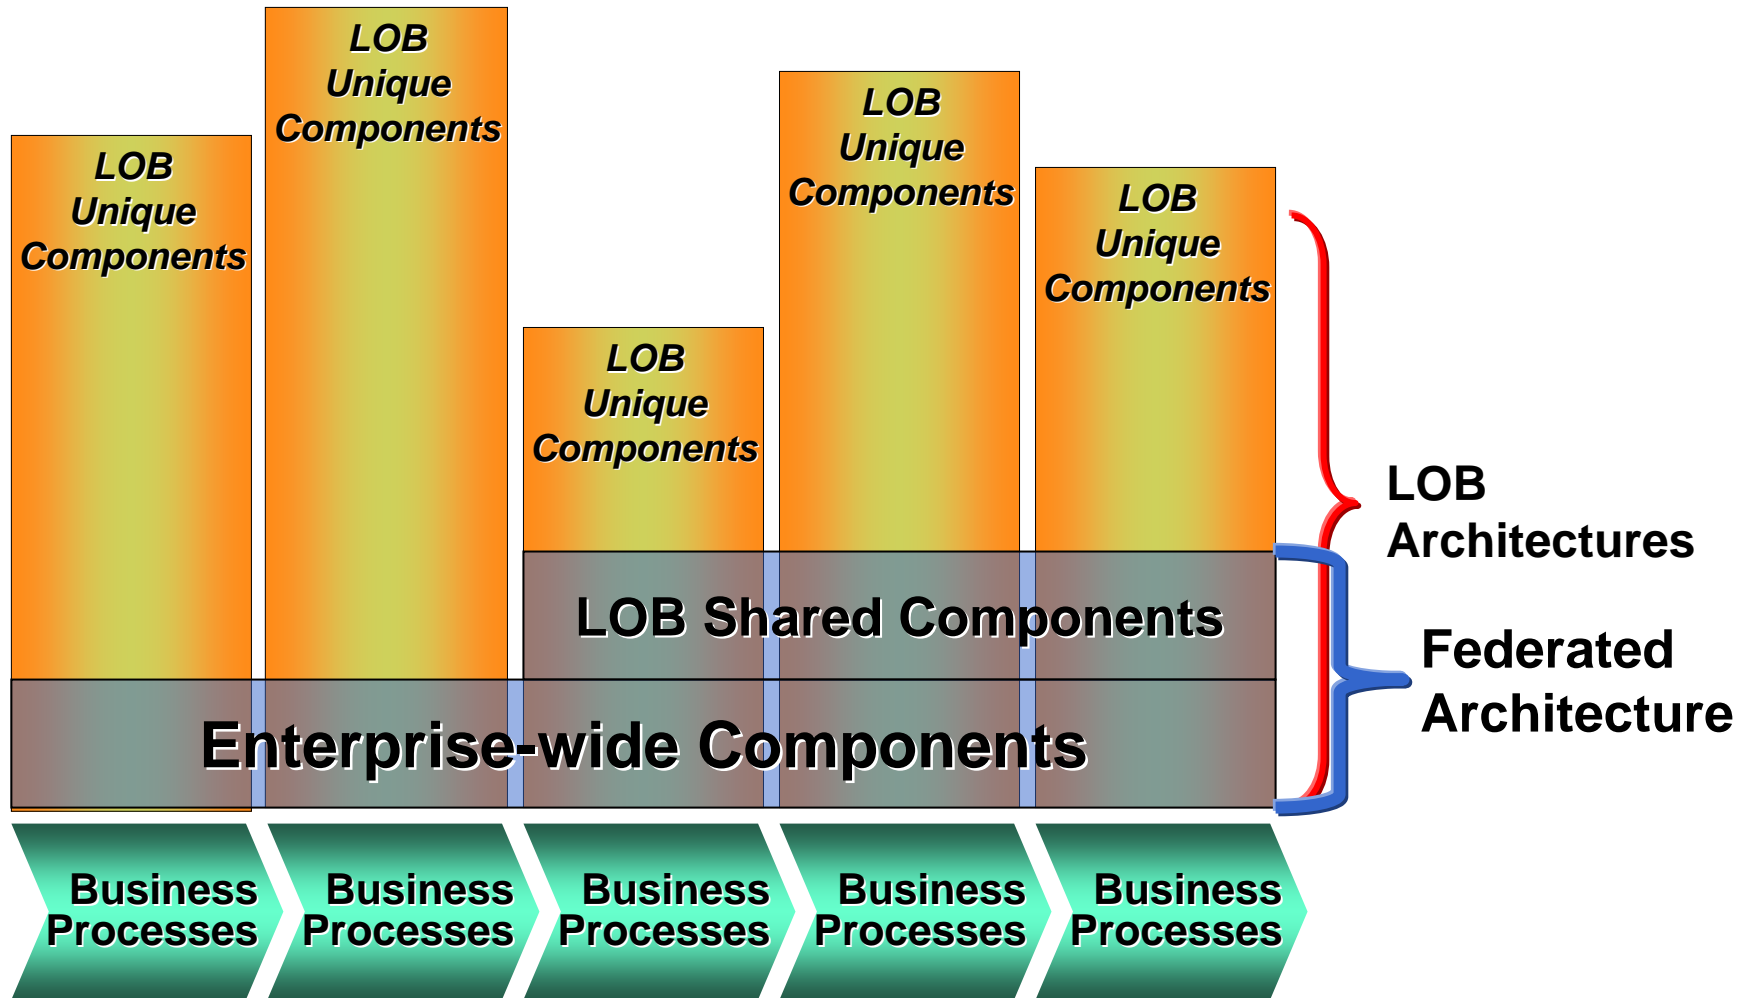 LOB
Unique
Components
LOB
Unique
Components
LOB
Unique
Components
LOB
Unique
Components
LOB
Unique
Components
LOB
Architectures
LOB Shared Components
Federated
Architecture
Enterprise-wide Components
Business
Processes
Business
Processes
Business
Processes
Business
Processes
Business
Processes